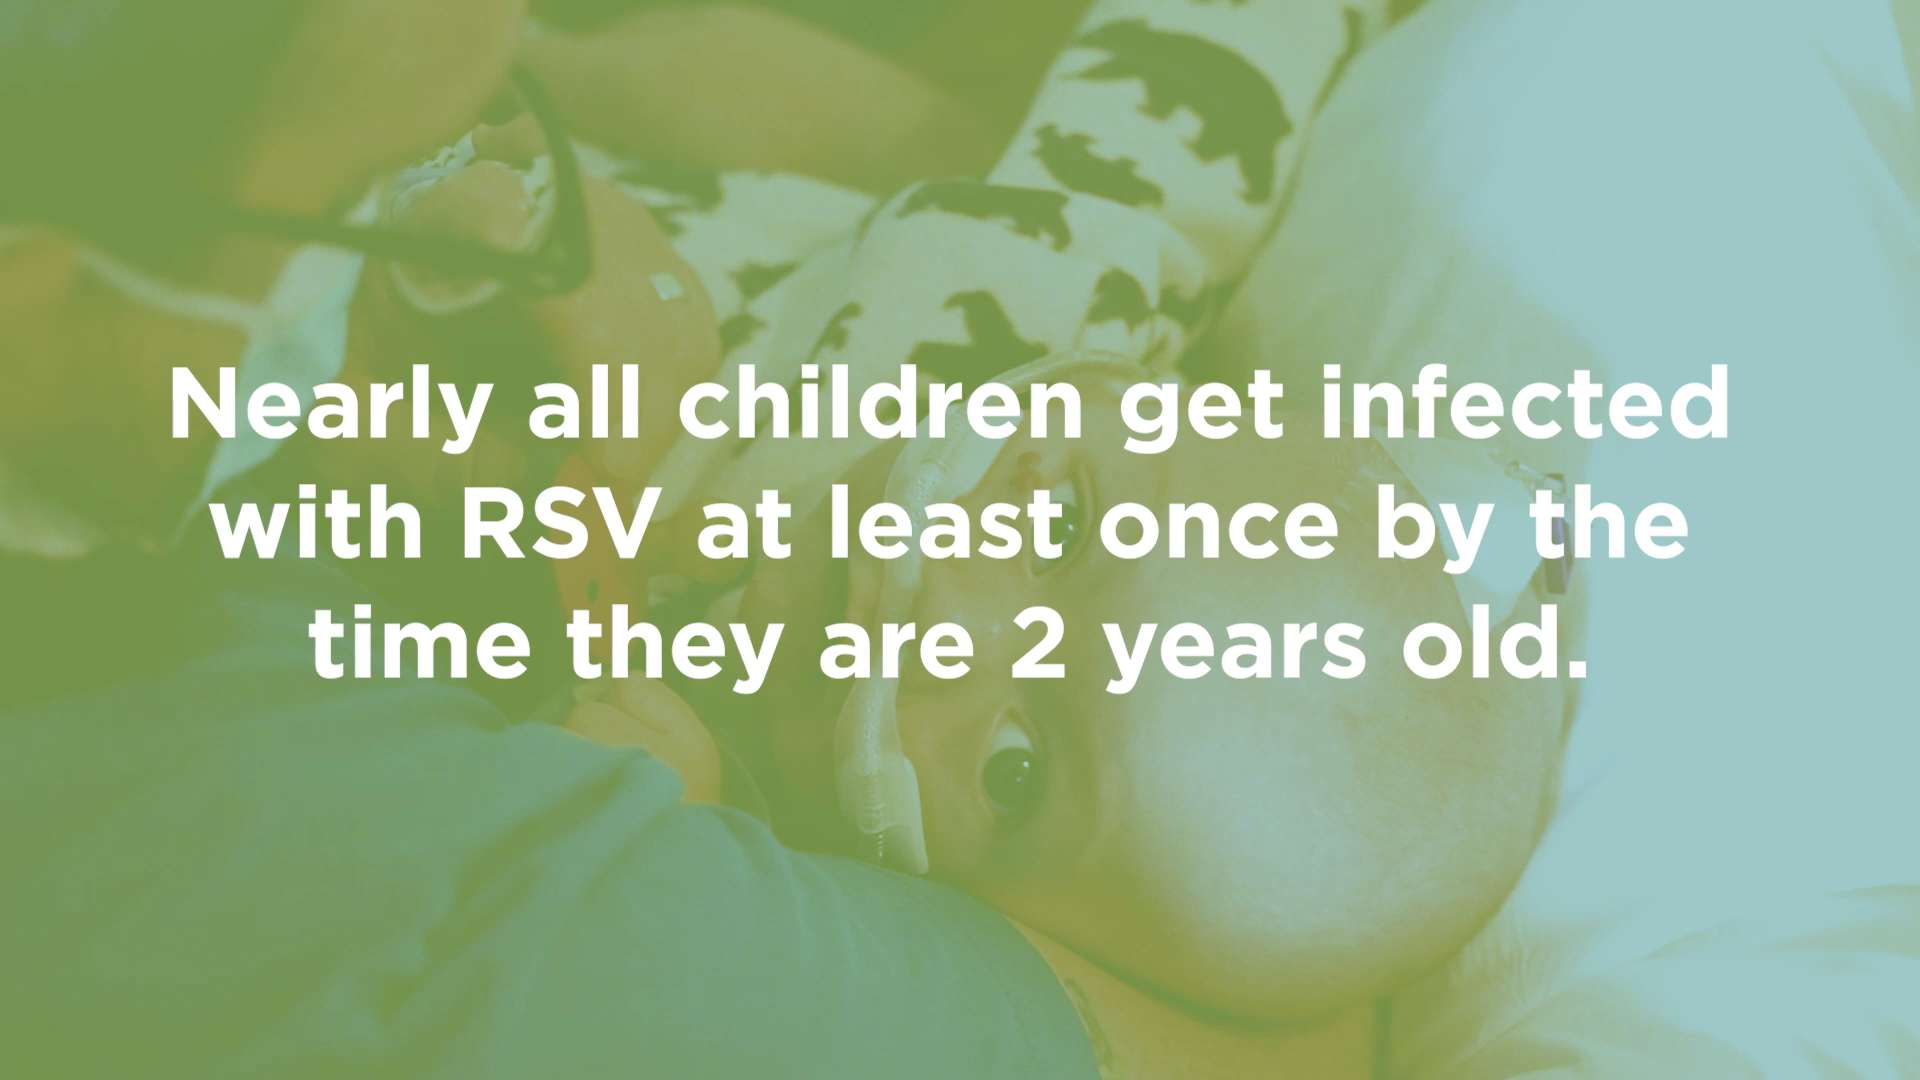 Nearly all children get infected
with RSV at least once by the
time they are 2 years old.